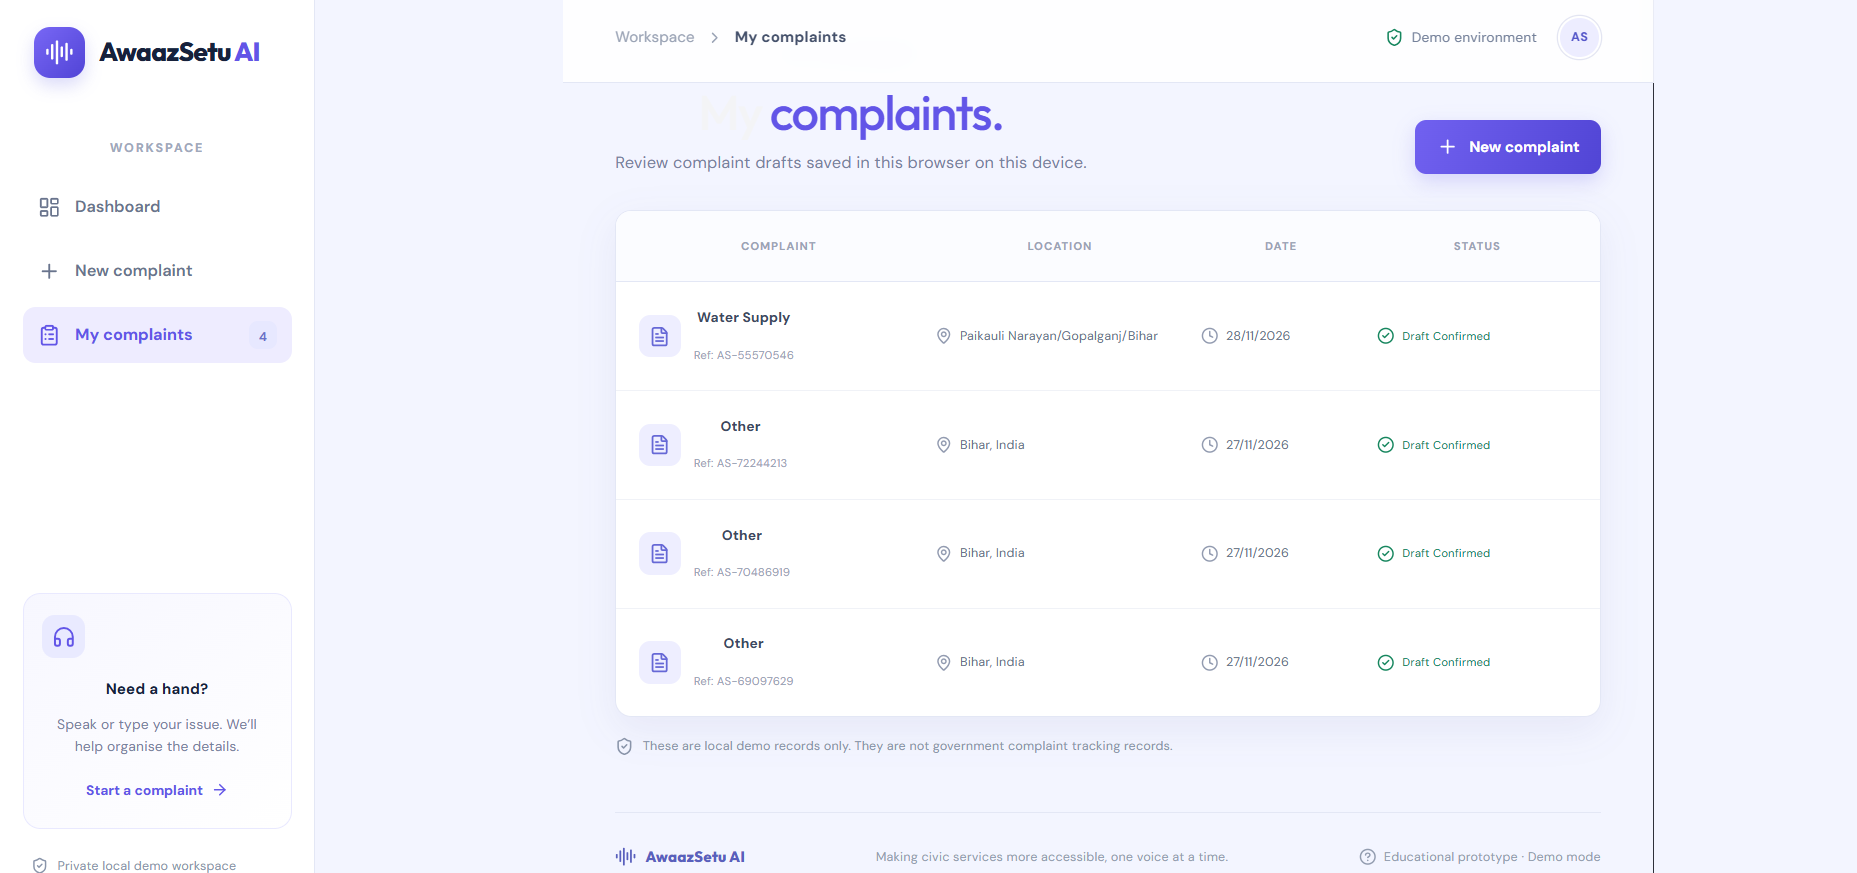 AwaazSetu AI
WORKSPACE
Dashboard
New complaint
My complaints 4
Need a hand?
Speak or type your issue. We'll
help organise the details.
Start a complaint
Private local demo workspace
Workspace > My complaints
Demo environment AS
My complaints.
Review complaint drafts saved in this browser on this device.
New complaint
COMPLAINT LOCATION DATE STATUS
Water Supply
Ref: AS-55570546
Paikauli Narayan/Gopalganj/Bihar 28/11/2026 Draft Confirmed
Other
Ref: AS-72244213
Bihar, India 27/11/2026 Draft Confirmed
Other
Ref: AS-70486919
Bihar, India 27/11/2026 Draft Confirmed
Other
Ref: AS-69097629
Bihar, India 27/11/2026 Draft Confirmed
These are local demo records only. They are not government complaint tracking records.
AwaazSetu AI
Making civic services more accessible, one voice at a time.
Educational prototype · Demo mode